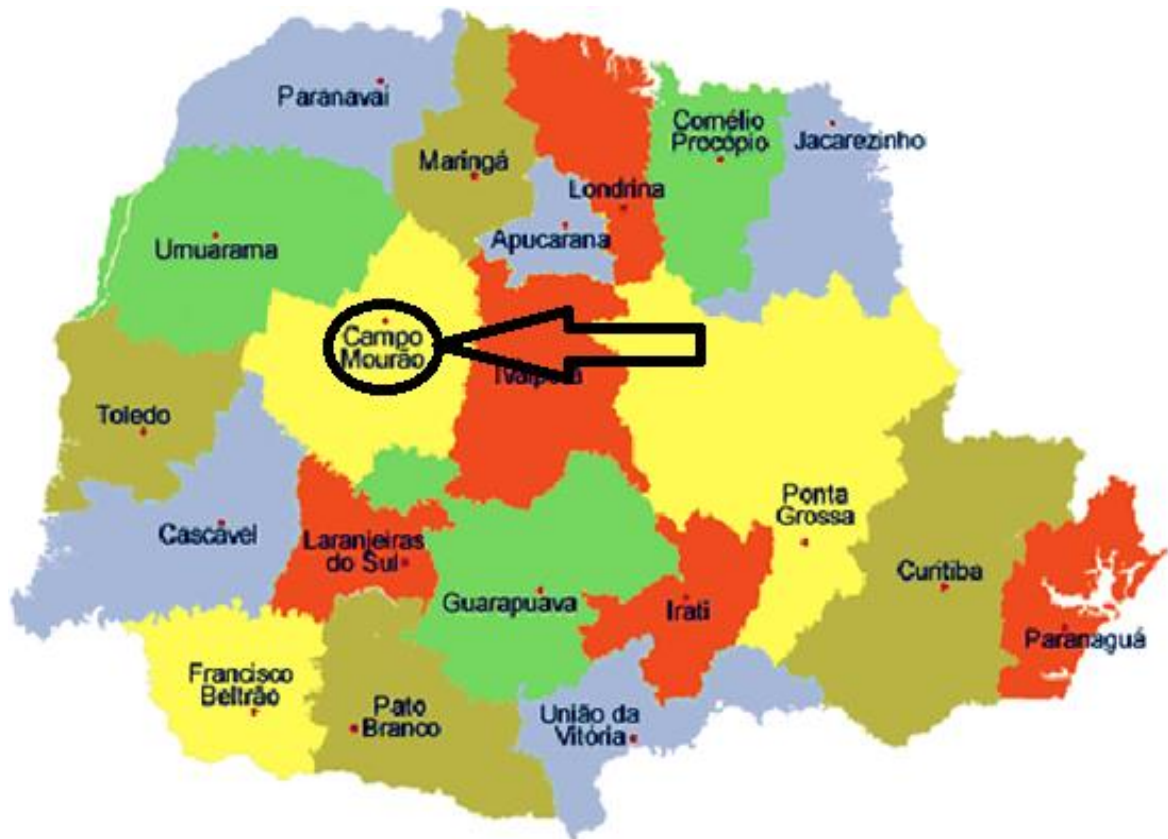 Paranavaí
Maringá
Cornélio
Procópio
Jacarezinho
Londrina
Umuarama
Apucarana
Campo
Mourão
Toledo
Ponta
Grossa
Cascável
Laranjeiras
do Sul
Guarapuava
Irati
Curitiba
Paranaguá
Francisco
Beltrão
Pato
Branco
União da
Vitória